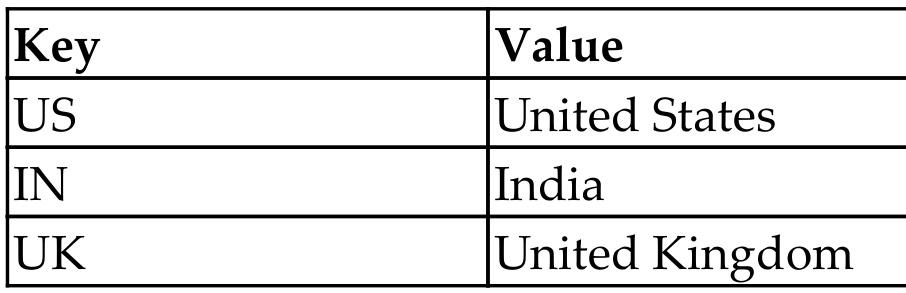 Key Value
US United States
IN India
UK United Kingdom